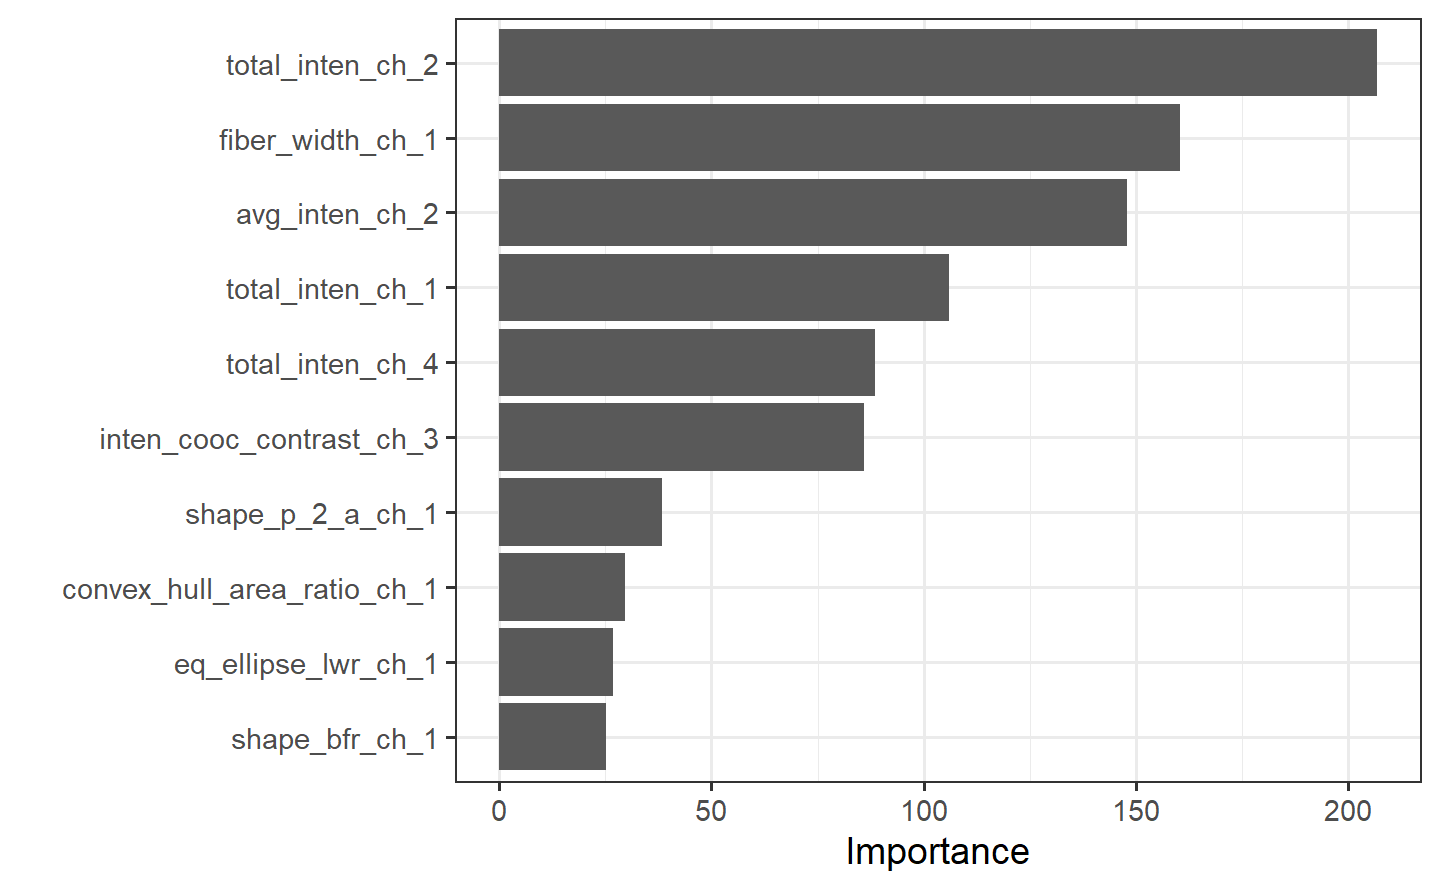 total_inten_ch_2
fiber_width_ch_1
avg_inten_ch_2
total_inten_ch_1
total_inten_ch_4
inten_cooc_contrast_ch_3
shape_p_2_a_ch_1
convex_hull_area_ratio_ch_1
eq_ellipse_lwr_ch_1
shape_bfr_ch_1
0 50 100 150 200
Importance